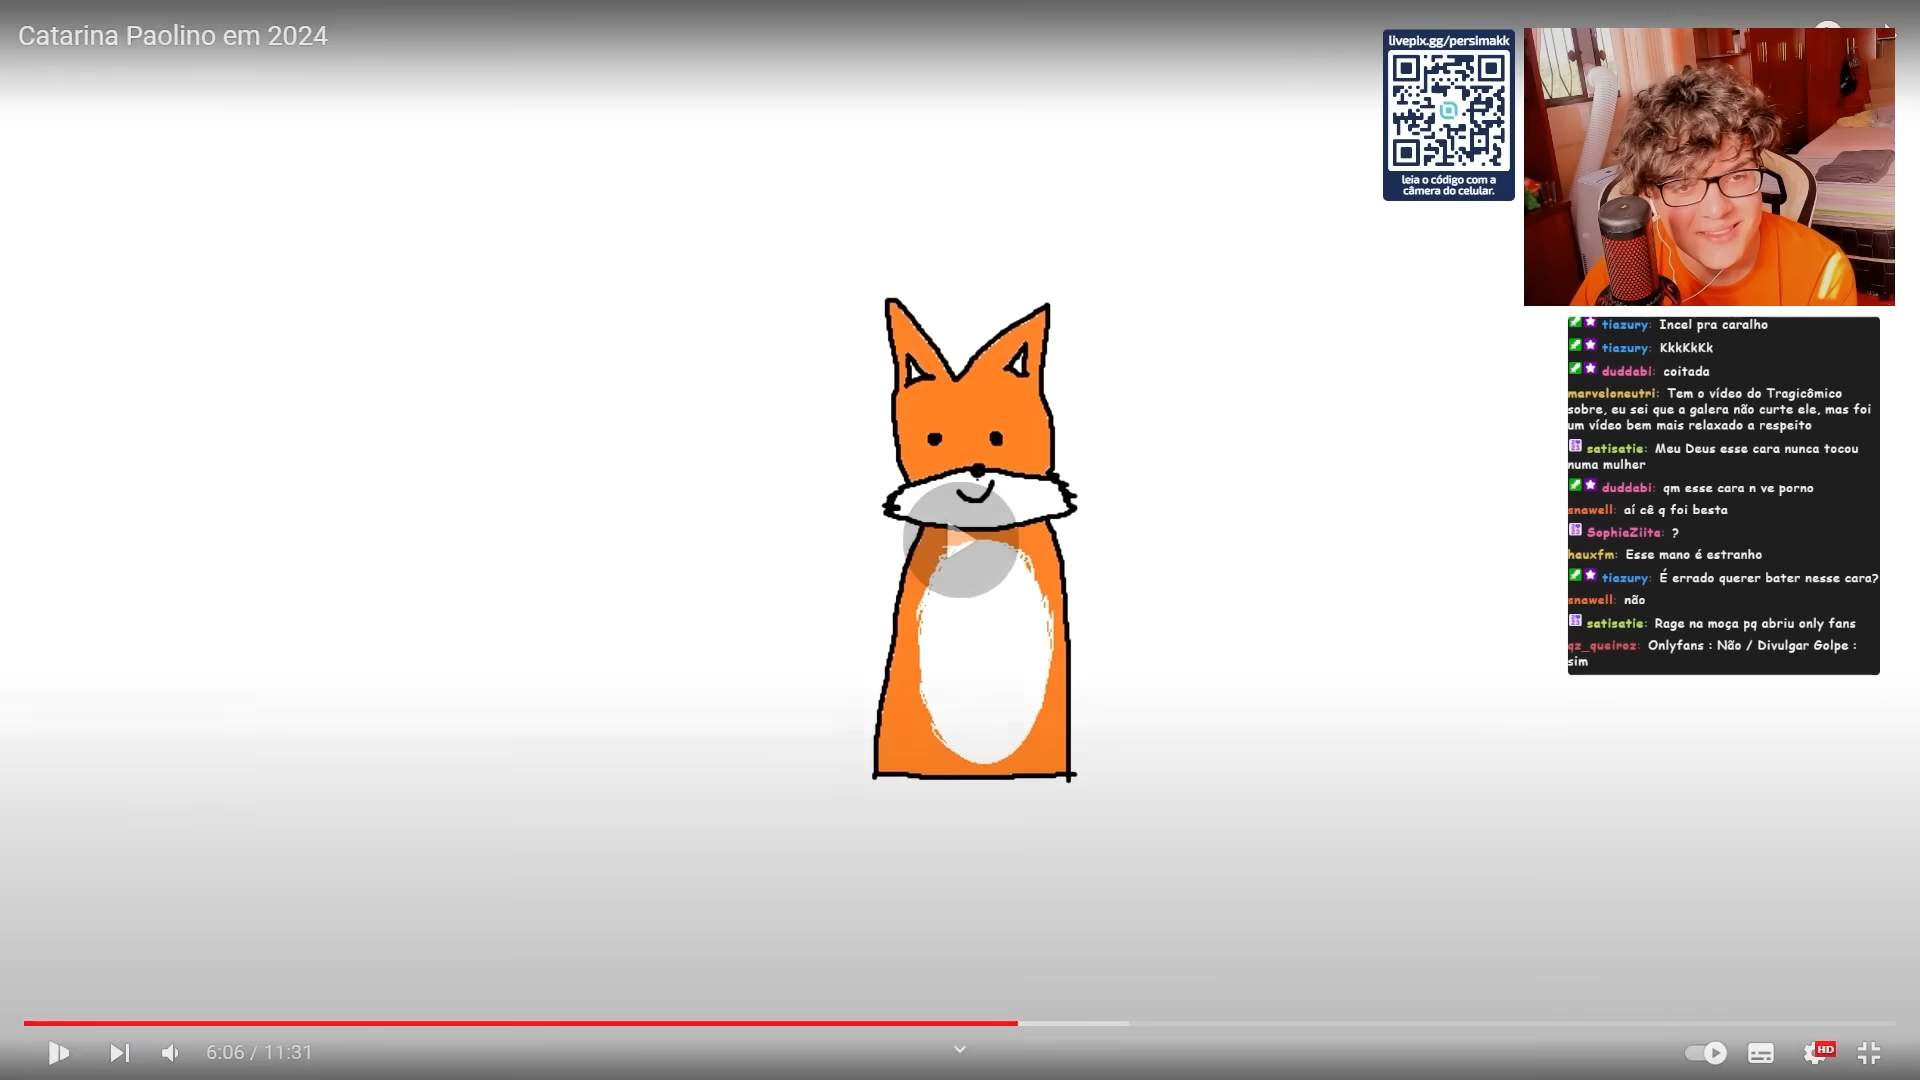 Catarina Paolino em 2024
livepix.gg/persimakk
leia o código com a
câmera do celular.
tiazury: Incel pra caralho
tiazury: KkkKkKk
duddabi: coitada
marveloneutri: Tem o vídeo do Tragicômico
sobre, eu sei que a galera não curte ele, mas foi
um vídeo bem mais relaxado a respeito
satisatie: Meu Deus esse cara nunca tocou
numa mulher
duddabi: qm esse cara n ve porno
snawell: aí cê q foi besta
SophiaZiita: ?
hauxfm: Esse mano é estranho
tiazury: É errado querer bater nesse cara?
snawell: não
satisatie: Rage na moça pq abriu only fans
qz_queiroz: Onlyfans : Não / Divulgar Golpe :
sim
6:06 / 11:31
HD